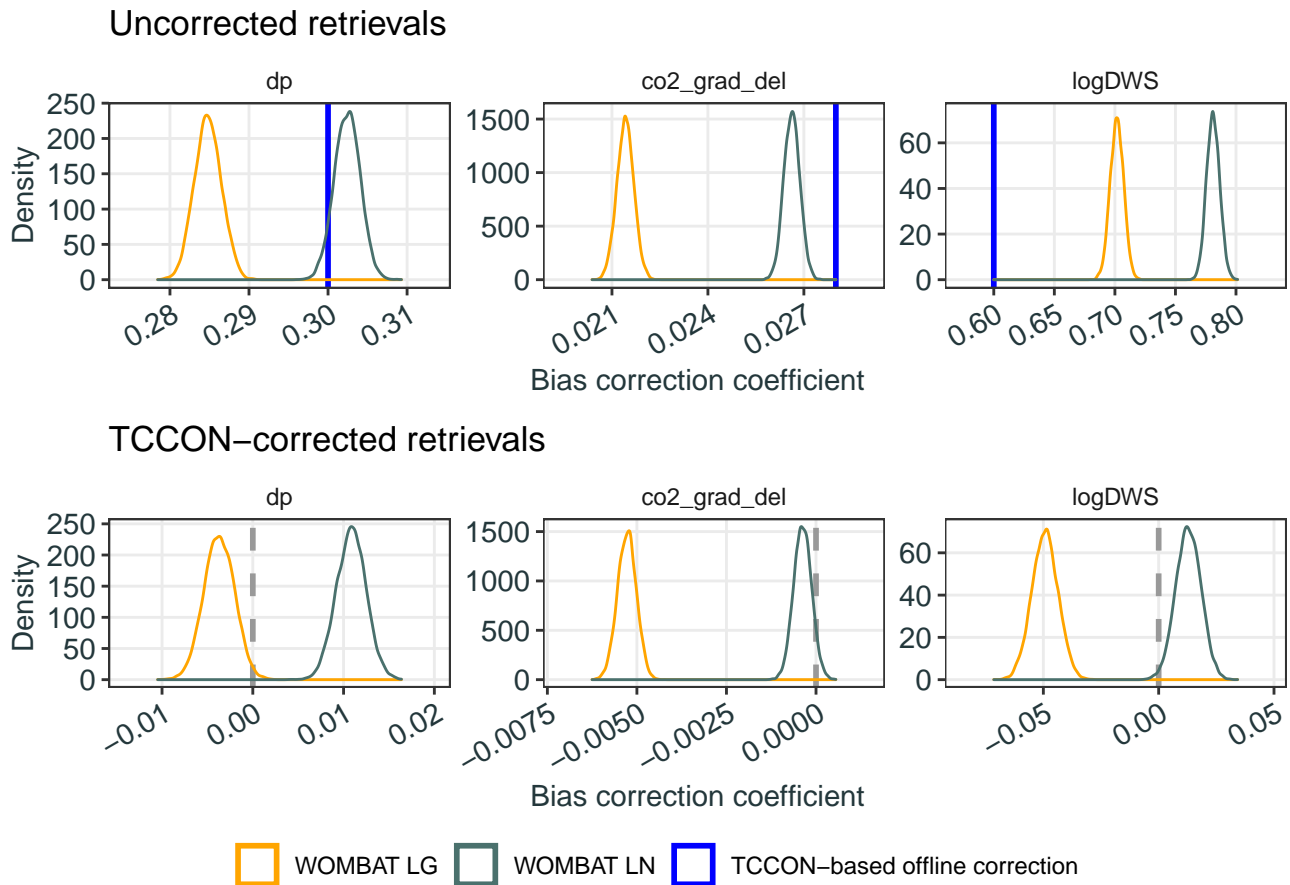 Uncorrected retrievals
dp co2_grad_del logDWS
Density
250
200
150
100
50
0
0.28 0.29 0.30 0.31
1500
1000
500
0
0.021 0.024 0.027
60
40
20
0
0.60 0.65 0.70 0.75 0.80
Bias correction coefficient
TCCON−corrected retrievals
dp co2_grad_del logDWS
Density
250
200
150
100
50
0
−0.01 0.00 0.01 0.02
1500
1000
500
0
−0.0075 −0.0050 −0.0025 0.0000
60
40
20
0
−0.05 0.00 0.05
Bias correction coefficient
WOMBAT LG WOMBAT LN TCCON−based offline correction